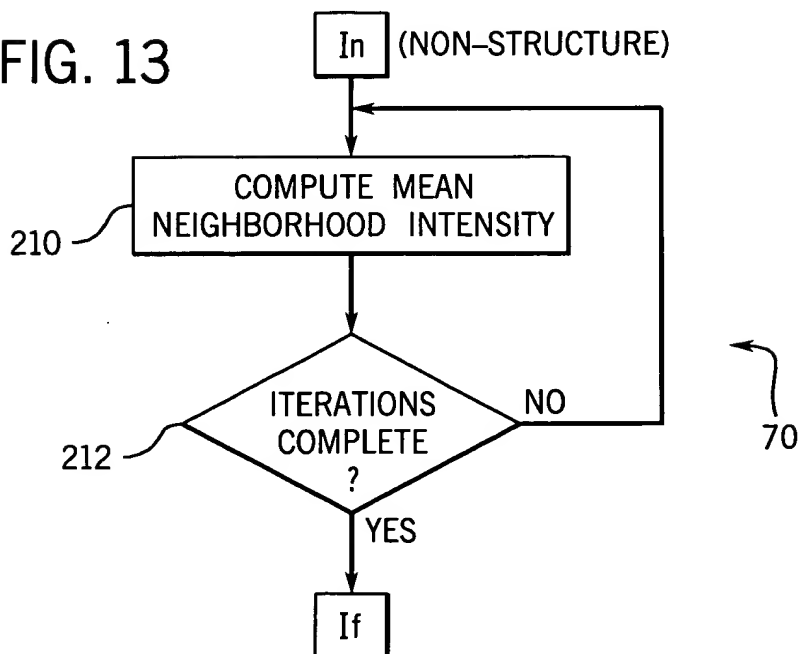 FIG. 13
In (NON–STRUCTURE)
COMPUTE MEAN
NEIGHBORHOOD INTENSITY
210
ITERATIONS
COMPLETE
?
NO
212
70
YES
If